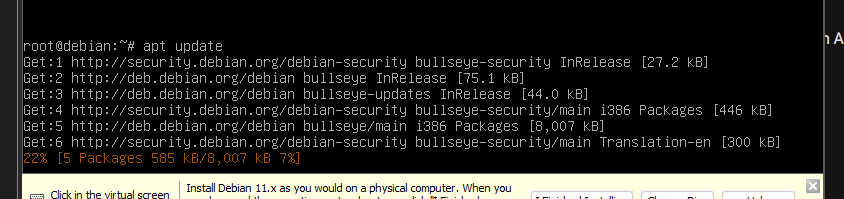 n A
root@debian:~# apt update
Get:1 http://security.debian.org/debian-security bullseye-security InRelease [27.2 kB]
Get:2 http://deb.debian.org/debian bullseye InRelease [75.1 kB]
Get:3 http://deb.debian.org/debian bullseye-updates InRelease [44.0 kB]
Get:4 http://security.debian.org/debian-security bullseye-security/main i386 Packages [446 kB]
Get:5 http://deb.debian.org/debian bullseye/main i386 Packages [8,007 kB]
Get:6 http://security.debian.org/debian-security bullseye-security/main Translation-en [300 kB]
22% [5 Packages 585 kB/8,007 kB 7%]
Click in the virtual screen
Install Debian 11.x as you would on a physical computer. When you